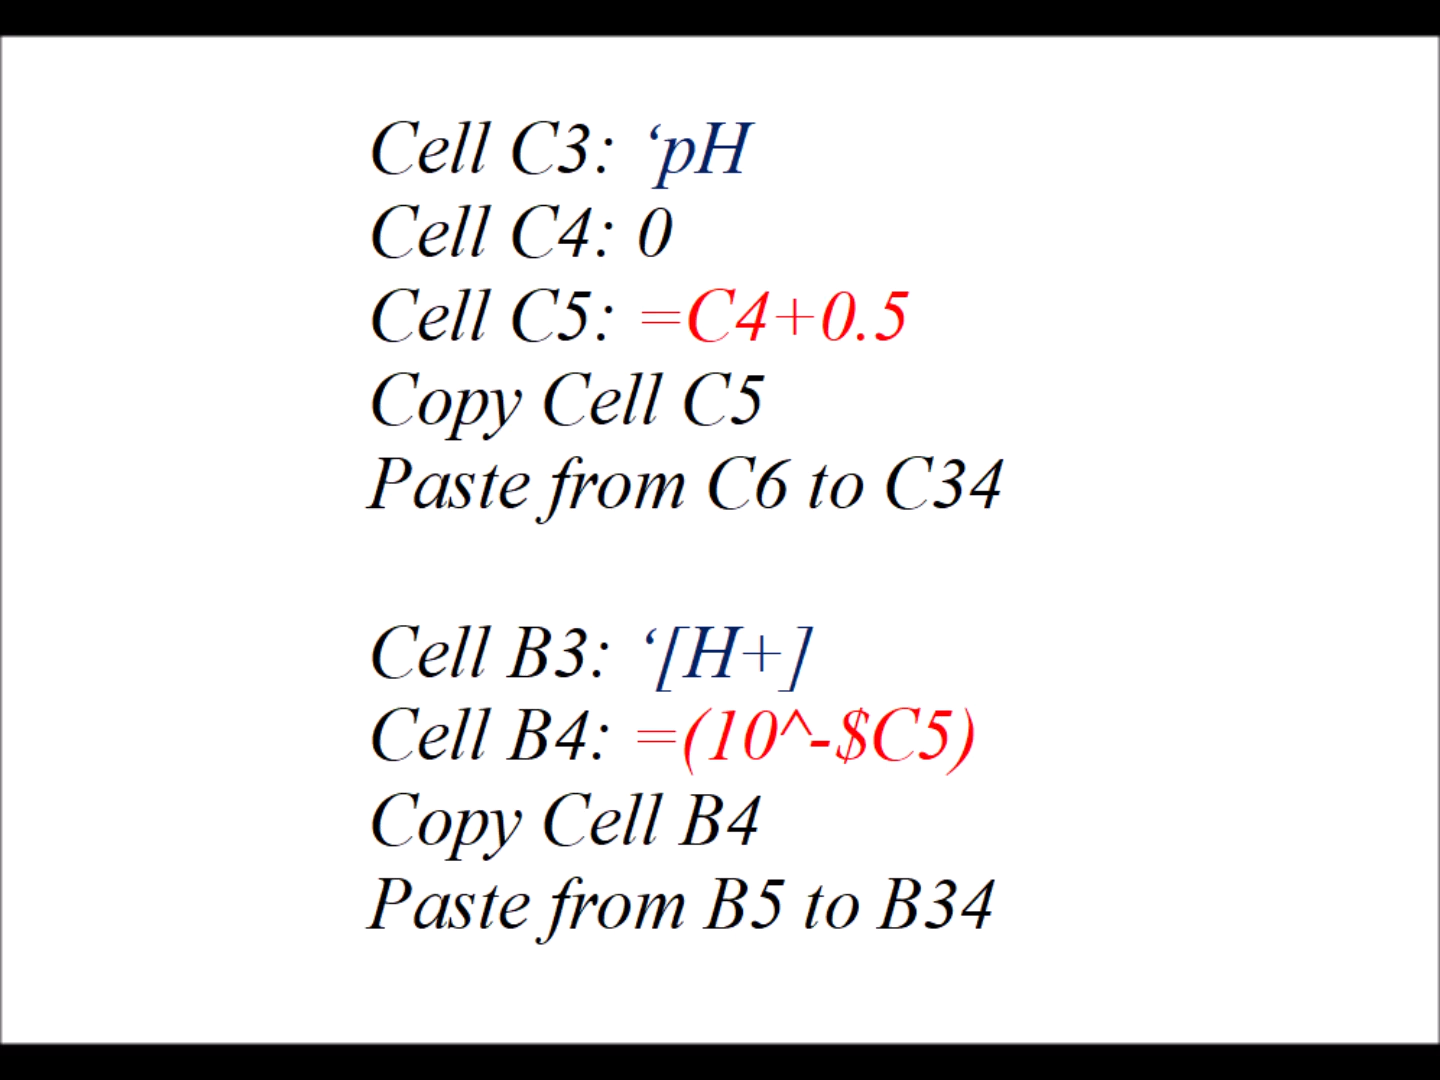 Cell C3: ‘pH
Cell C4: 0
Cell C5: =C4+0.5
Copy Cell C5
Paste from C6 to C34
Cell B3: ‘[H+]
Cell B4: =(10^-$C5)
Copy Cell B4
Paste from B5 to B34